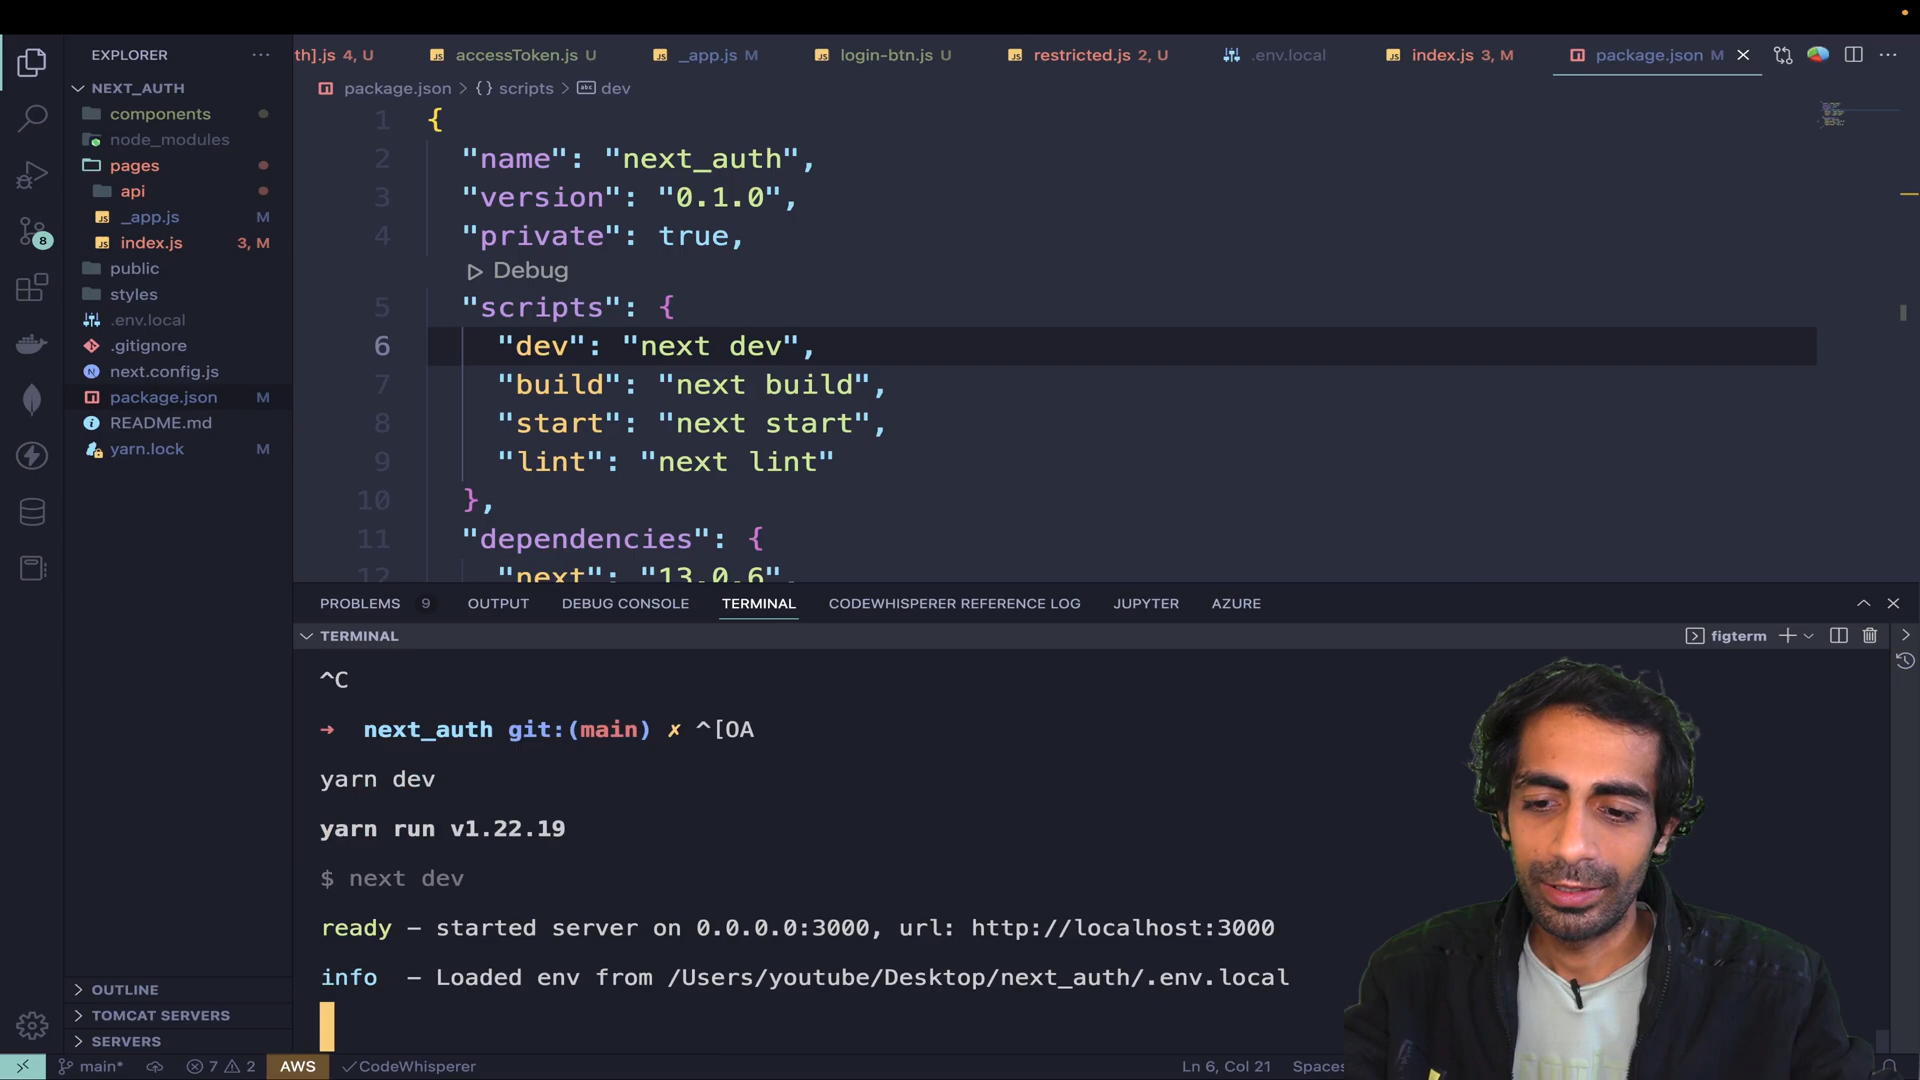 EXPLORER
NEXT_AUTH
components
node_modules
pages
api
_app.js M
index.js 3, M
public
styles
.env.local
.gitignore
next.config.js
package.json M
README.md
yarn.lock M
OUTLINE
TOMCAT SERVERS
SERVERS
8
th].js 4, U accessToken.js U _app.js M login-btn.js U restricted.js 2, U .env.local index.js 3, M package.json M
package.json > {} scripts > abc dev
1 {
2 "name": "next_auth",
3 "version": "0.1.0",
4 "private": true,
Debug
5 "scripts": {
6 "dev": "next dev",
7 "build": "next build",
8 "start": "next start",
9 "lint": "next lint"
10 },
11 "dependencies": {
12 "next": "13.0.6",
PROBLEMS 9 OUTPUT DEBUG CONSOLE TERMINAL CODEWHISPERER REFERENCE LOG JUPYTER AZURE
TERMINAL figterm
^C
→ next_auth git:(main) ✗ ^[OA
yarn dev
yarn run v1.22.19
$ next dev
ready – started server on 0.0.0.0:3000, url: http://localhost:3000
info – Loaded env from /Users/youtube/Desktop/next_auth/.env.local
main* 7 2 AWS CodeWhisperer Ln 6, Col 21 Spaces